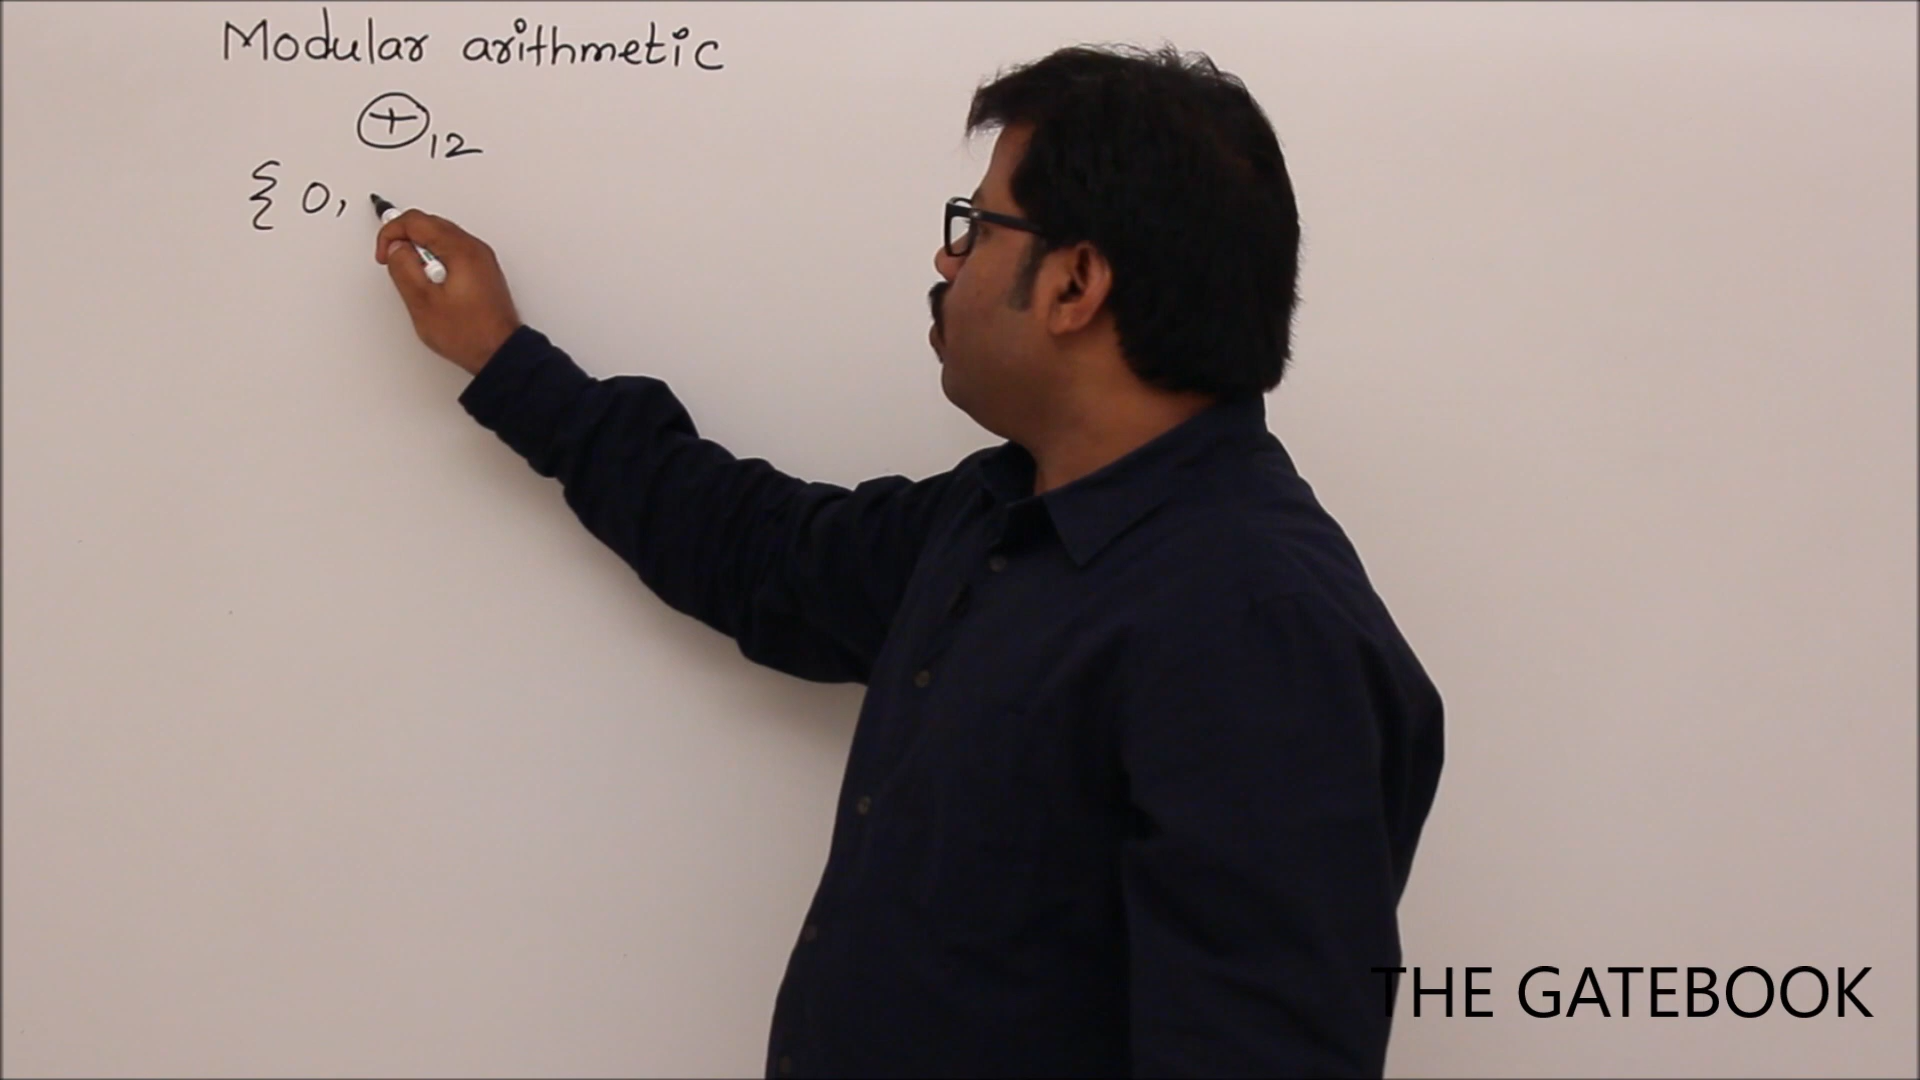 Modular arithmetic
⊕12
{ 0,
THE GATEBOOK